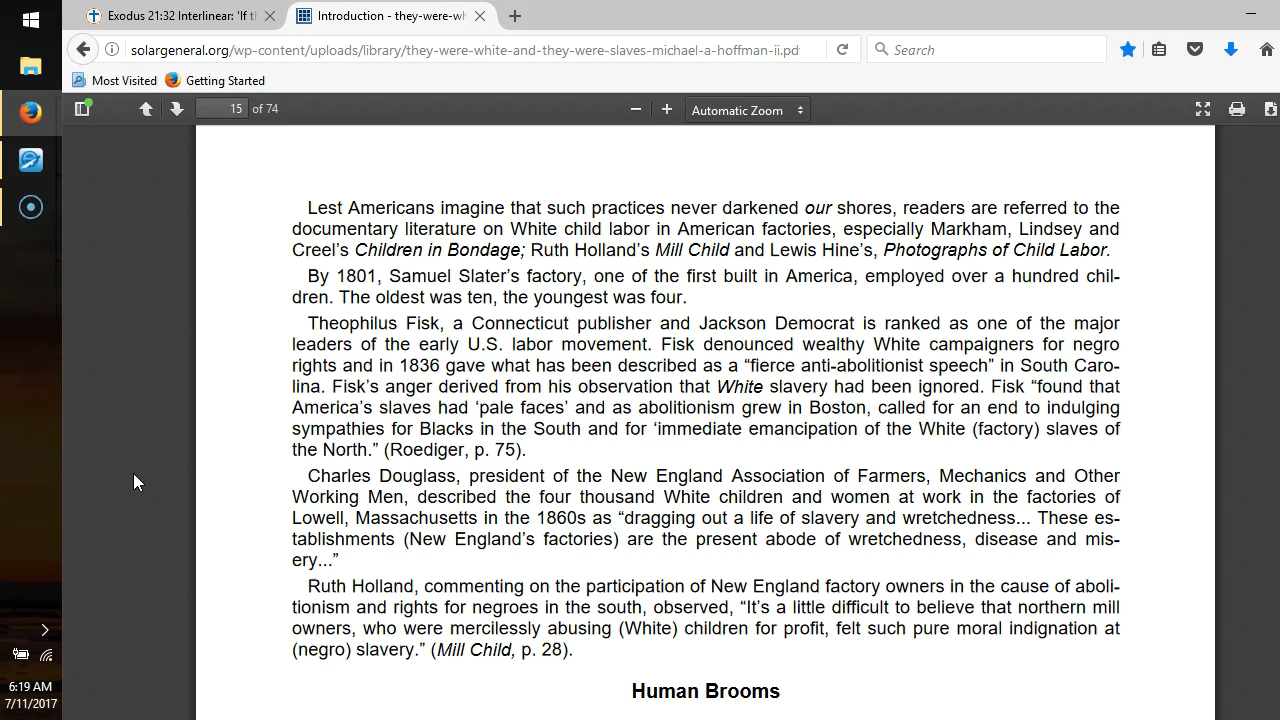 Exodus 21:32 Interlinear: 'If t
Introduction - they-were-wh
solargeneral.org/wp-content/uploads/library/they-were-white-and-they-were-slaves-michael-a-hoffman-ii.pdf
Search
Most Visited
Getting Started
15 of 74
Automatic Zoom
Lest Americans imagine that such practices never darkened our shores, readers are referred to the
documentary literature on White child labor in American factories, especially Markham, Lindsey and
Creel's Children in Bondage; Ruth Holland's Mill Child and Lewis Hine's, Photographs of Child Labor.
By 1801, Samuel Slater's factory, one of the first built in America, employed over a hundred chil-
dren. The oldest was ten, the youngest was four.
Theophilus Fisk, a Connecticut publisher and Jackson Democrat is ranked as one of the major
leaders of the early U.S. labor movement. Fisk denounced wealthy White campaigners for negro
rights and in 1836 gave what has been described as a “fierce anti-abolitionist speech” in South Caro-
lina. Fisk's anger derived from his observation that White slavery had been ignored. Fisk “found that
America's slaves had ‘pale faces’ and as abolitionism grew in Boston, called for an end to indulging
sympathies for Blacks in the South and for ‘immediate emancipation of the White (factory) slaves of
the North.” (Roediger, p. 75).
Charles Douglass, president of the New England Association of Farmers, Mechanics and Other
Working Men, described the four thousand White children and women at work in the factories of
Lowell, Massachusetts in the 1860s as “dragging out a life of slavery and wretchedness... These es-
tablishments (New England's factories) are the present abode of wretchedness, disease and mis-
ery...”
Ruth Holland, commenting on the participation of New England factory owners in the cause of aboli-
tionism and rights for negroes in the south, observed, “It's a little difficult to believe that northern mill
owners, who were mercilessly abusing (White) children for profit, felt such pure moral indignation at
(negro) slavery.” (Mill Child, p. 28).
Human Brooms
6:19 AM
7/11/2017